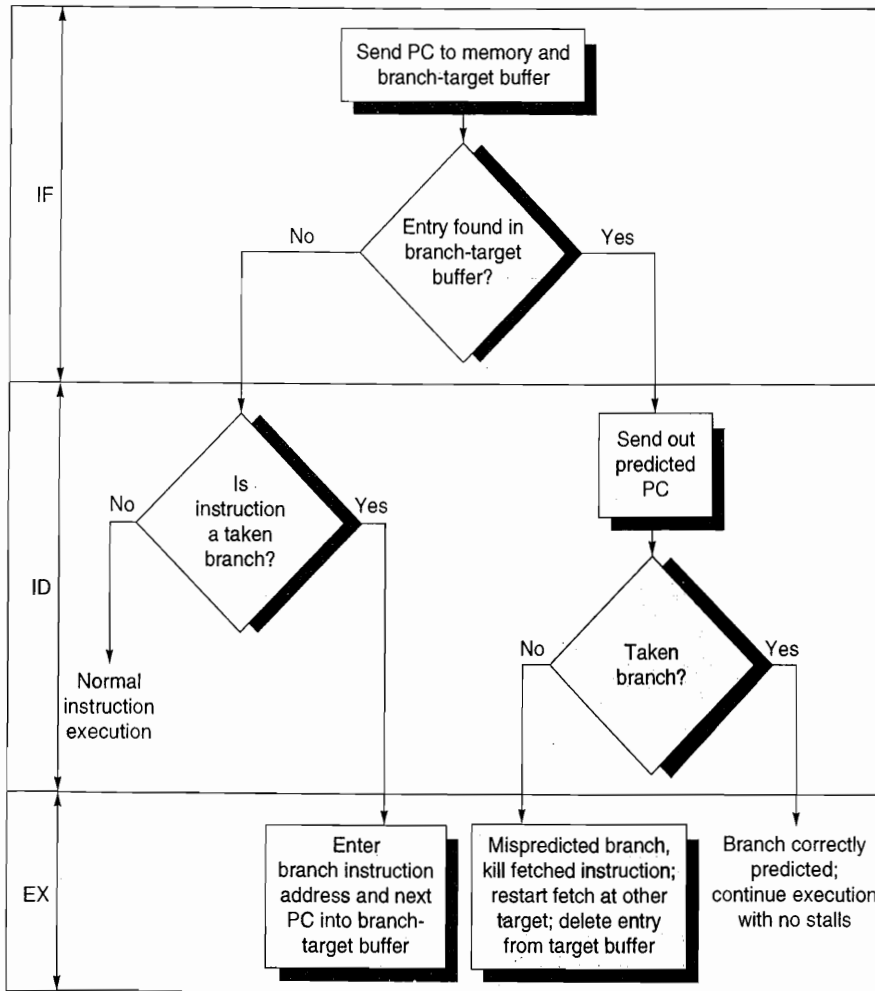 Send PC to memory and
branch-target buffer
IF
Entry found in
branch-target
buffer?
No
Yes
ID
Is
instruction
a taken
branch?
No
Yes
Send out
predicted
PC
Normal
instruction
execution
Taken
branch?
No
Yes
EX
Enter
branch instruction
address and next
PC into branch-
target buffer
Mispredicted branch,
kill fetched instruction;
restart fetch at other
target; delete entry
from target buffer
Branch correctly
predicted;
continue execution
with no stalls